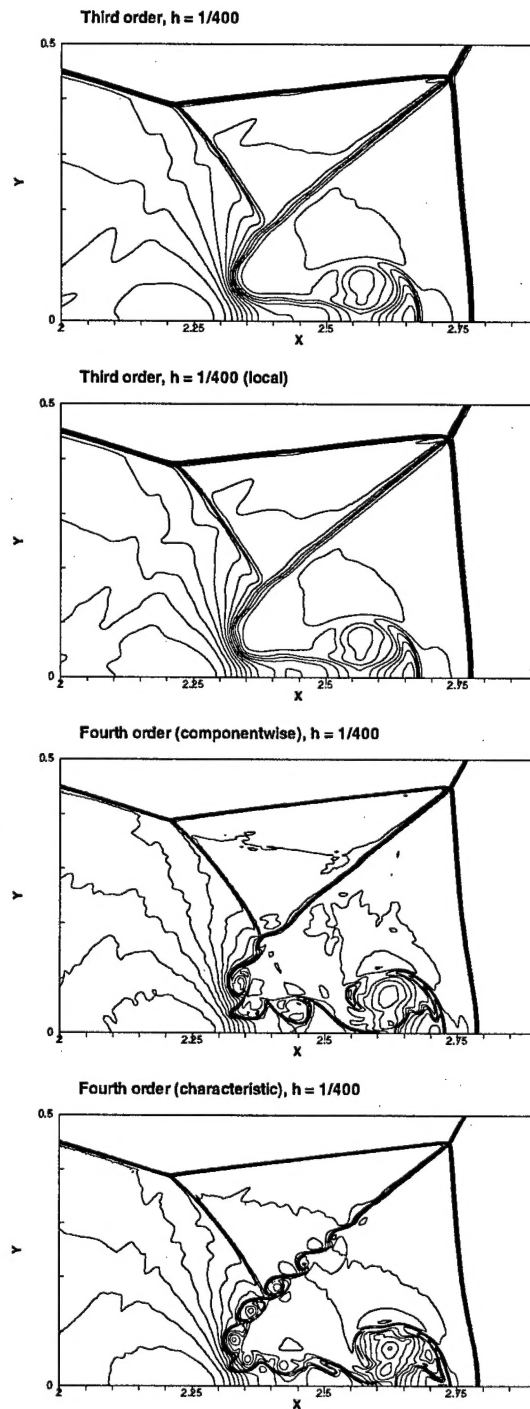 Third order, h = 1/400
0.5
Y
0
2 2.25 2.5 2.75
X
Third order, h = 1/400 (local)
0.5
Y
0
2 2.25 2.5 2.75
X
Fourth order (componentwise), h = 1/400
0.5
Y
0
2 2.25 2.5 2.75
X
Fourth order (characteristic), h = 1/400
0.5
Y
0
2 2.25 2.5 2.75
X